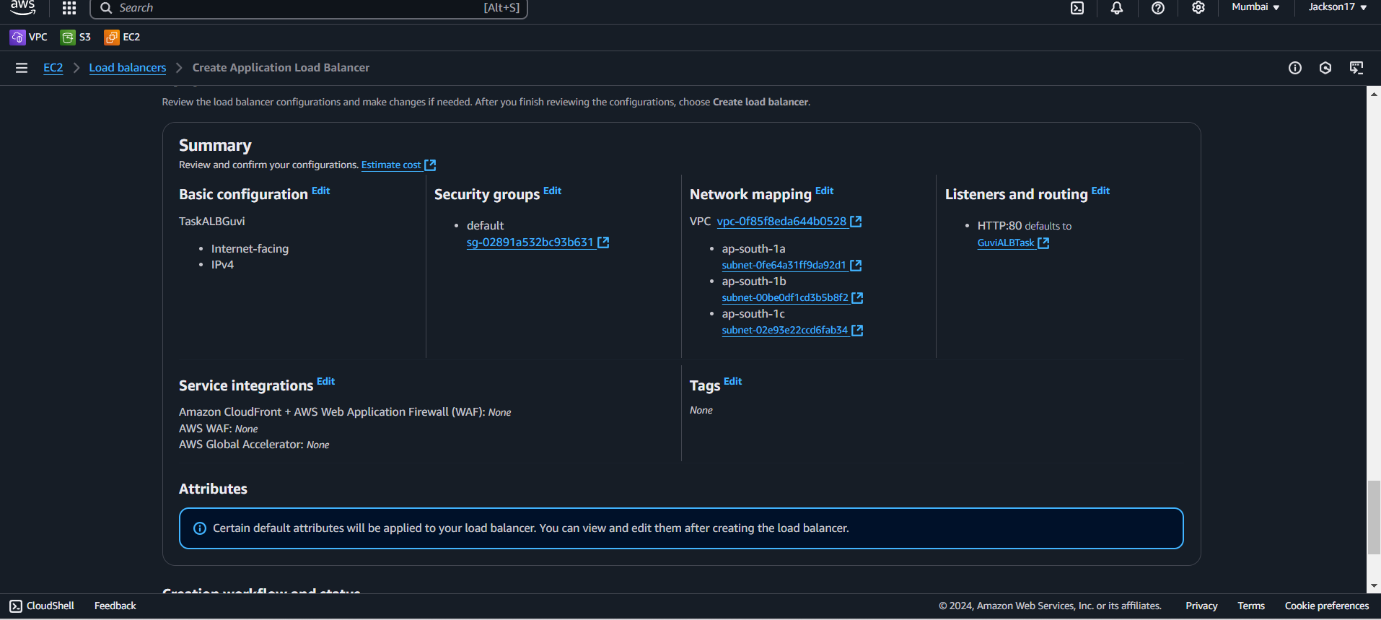 aws
Search [Alt+S] Mumbai Jackson17
VPC S3 EC2
EC2 Load balancers Create Application Load Balancer
Review the load balancer configurations and make changes if needed. After you finish reviewing the configurations, choose Create load balancer.
Summary
Review and confirm your configurations. Estimate cost
Basic configuration Edit
TaskALBGuvi
• Internet-facing
• IPv4
Security groups Edit
• default
sg-02891a532bc93b631
Network mapping Edit
VPC vpc-0f85f8eda644b0528
• ap-south-1a
subnet-0fe64a31ff9da92d1
• ap-south-1b
subnet-00be0df1cd3b5b8f2
• ap-south-1c
subnet-02e93e22ccd6fab34
Listeners and routing Edit
• HTTP:80 defaults to
GuviALBTask
Service integrations Edit
Amazon CloudFront + AWS Web Application Firewall (WAF): None
AWS WAF: None
AWS Global Accelerator: None
Tags Edit
None
Attributes
Certain default attributes will be applied to your load balancer. You can view and edit them after creating the load balancer.
Creation workflow and status
CloudShell Feedback © 2024, Amazon Web Services, Inc. or its affiliates. Privacy Terms Cookie preferences